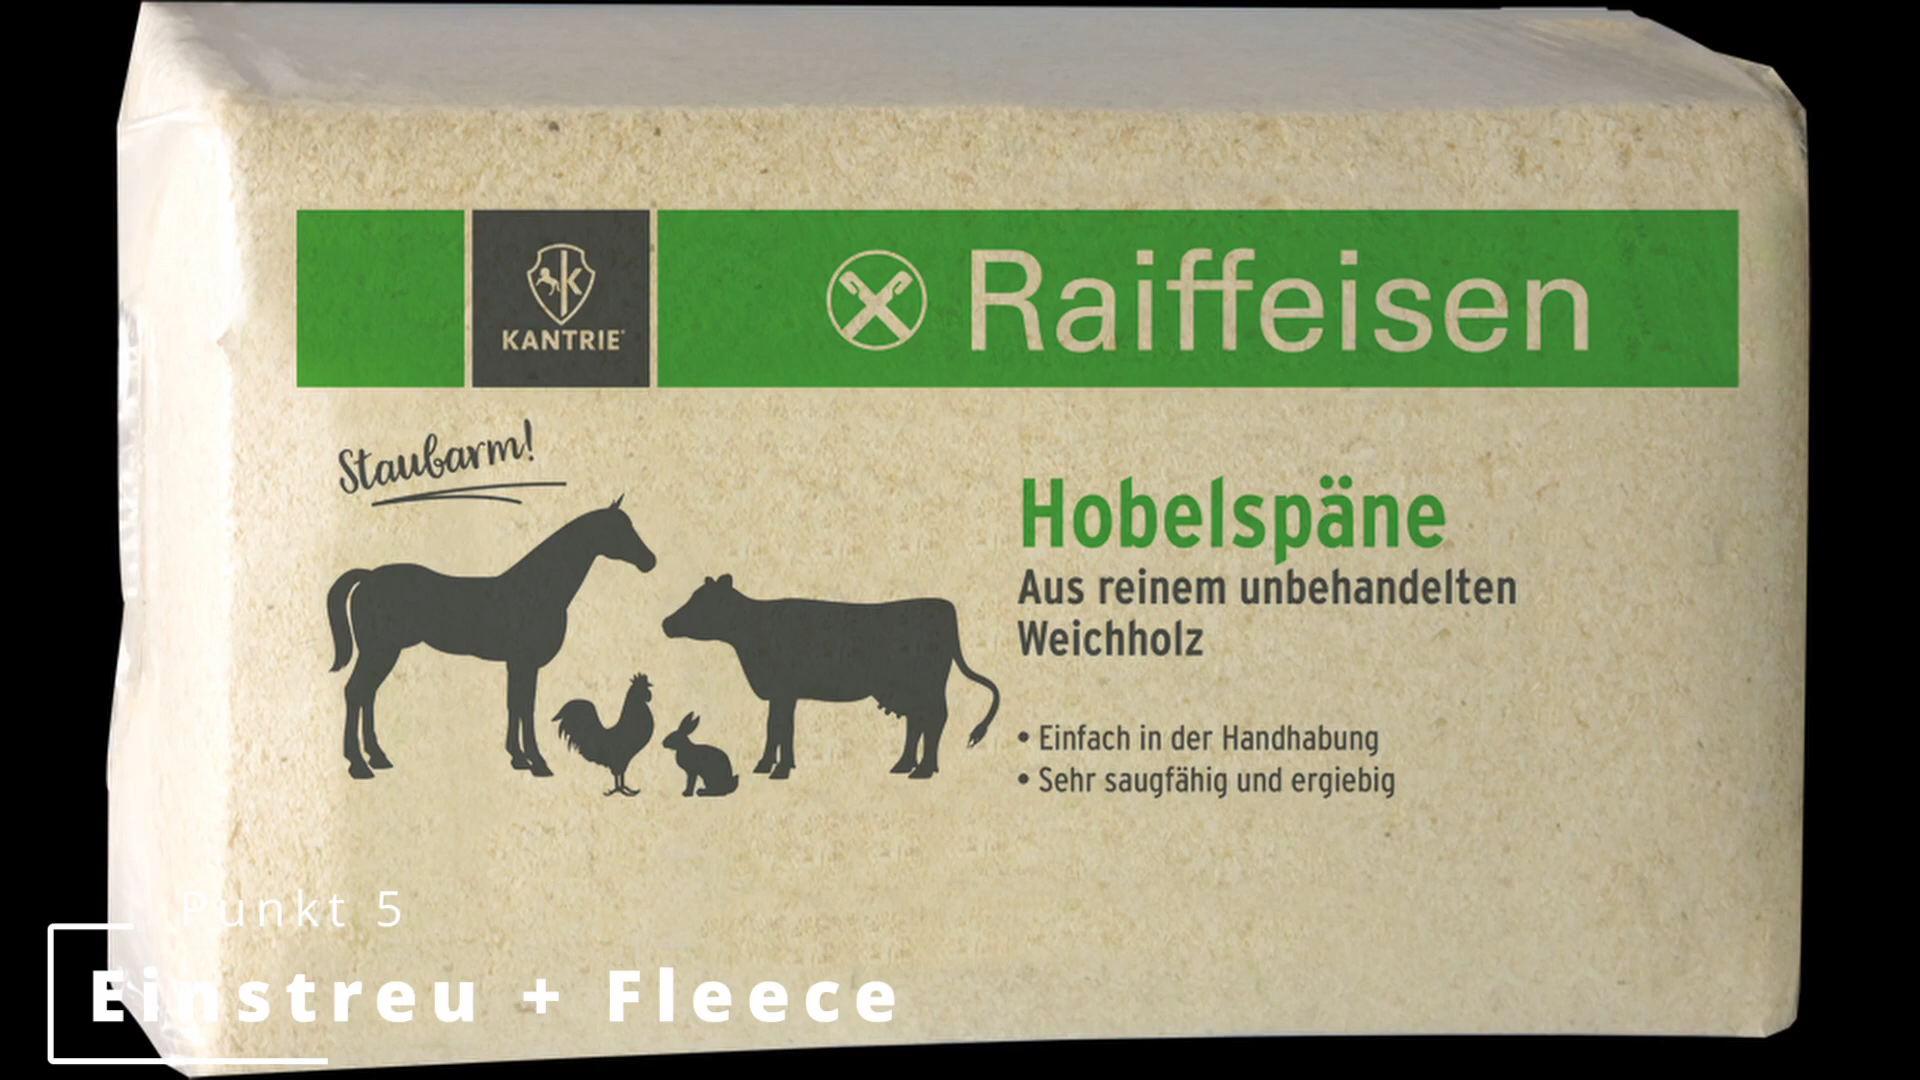 KANTRIE®
Raiffeisen
Staubarm!
Hobelspäne
Aus reinem unbehandelten
Weichholz
• Einfach in der Handhabung
• Sehr saugfähig und ergiebig
Punkt 5
Einstreu + Fleece